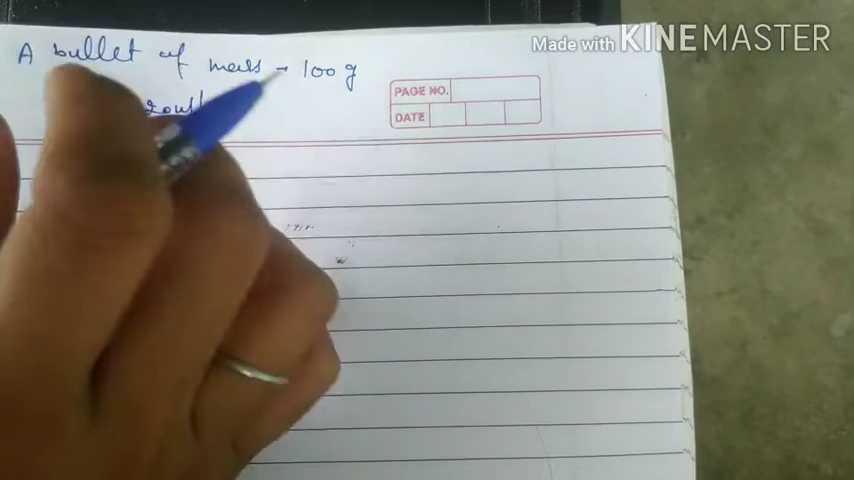 Made with KINEMASTER
A bullet of mass - 100 g
PAGE NO.
DATE